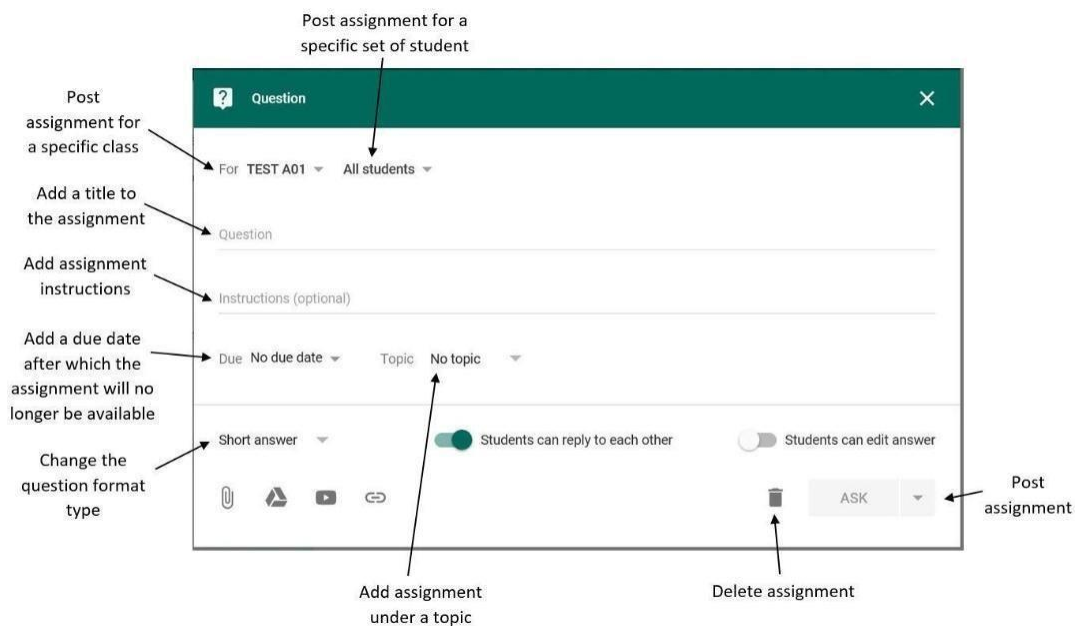 Post assignment for a
specific set of student
Post
assignment for
a specific class
Question
For TEST A01 All students
Add a title to
the assignment
Question
Add assignment
instructions
Instructions (optional)
Add a due date
after which the
assignment will no
longer be available
Due No due date Topic No topic
Change the
question format
type
Short answer Students can reply to each other Students can edit answer
ASK
Post
assignment
Add assignment
under a topic
Delete assignment